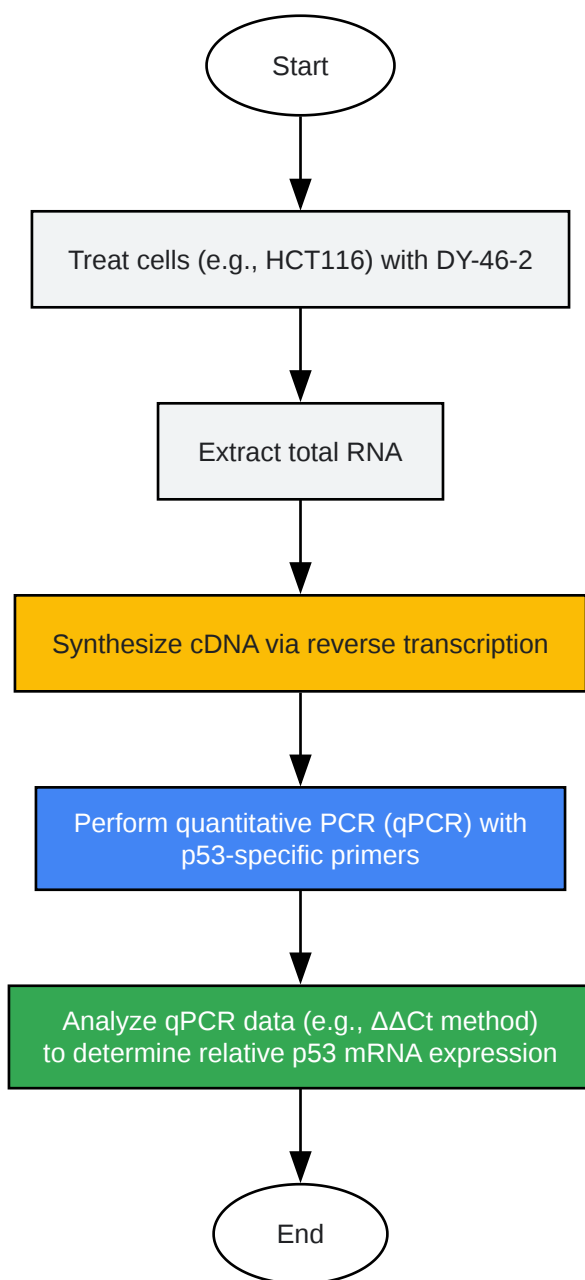 Start
Treat cells (e.g., HCT116) with DY-46-2
Extract total RNA
Synthesize cDNA via reverse transcription
Perform quantitative PCR (qPCR) with
p53-specific primers
Analyze qPCR data (e.g., ΔΔCt method)
to determine relative p53 mRNA expression
End